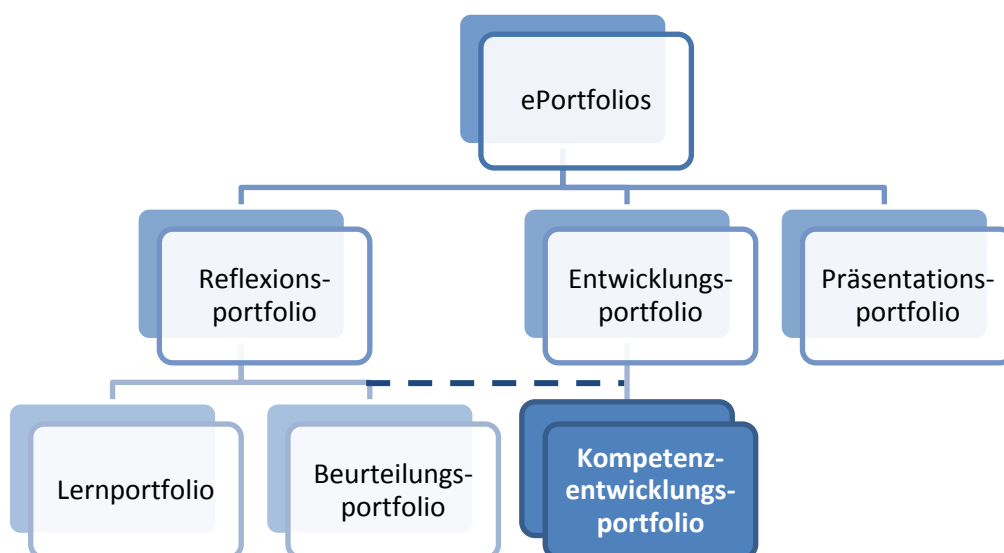 ePortfolios
Reflexions-
portfolio
Entwicklungs-
portfolio
Präsentations-
portfolio
Lernportfolio
Beurteilungs-
portfolio
Kompetenz-
entwicklungs-
portfolio